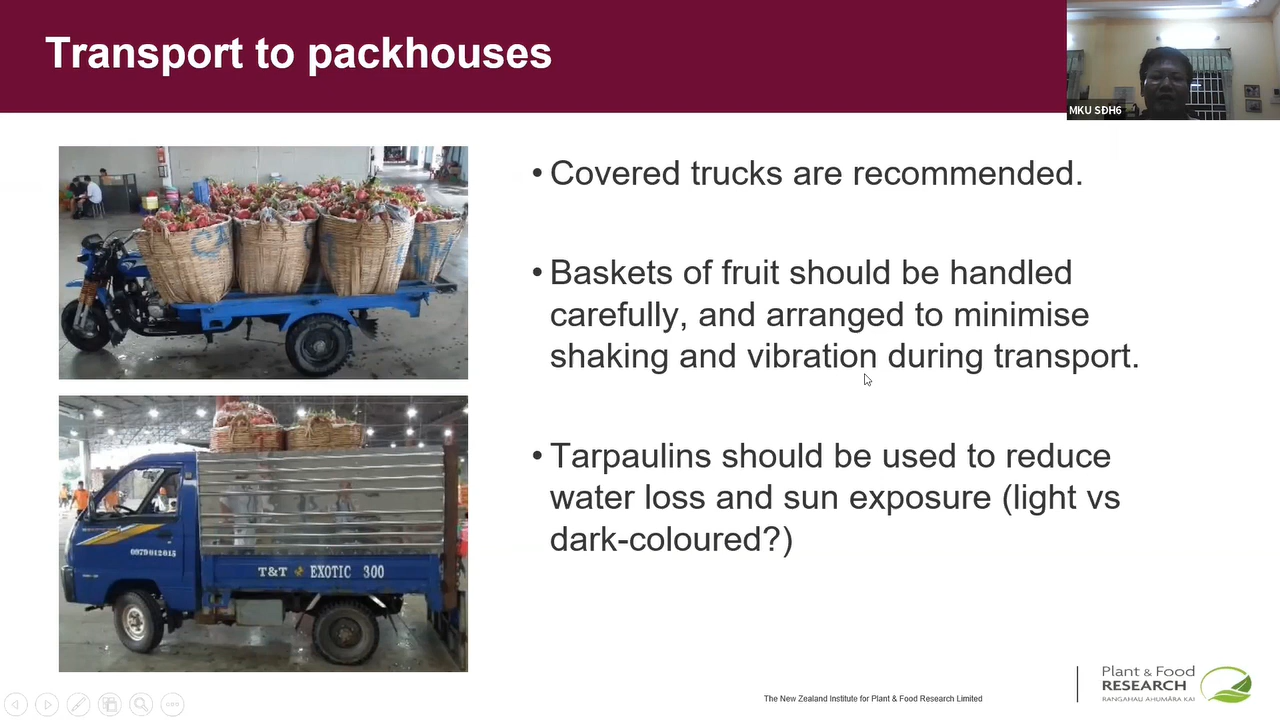 Transport to packhouses
MKU SĐH6
• Covered trucks are recommended.
• Baskets of fruit should be handled
carefully, and arranged to minimise
shaking and vibration during transport.
• Tarpaulins should be used to reduce
water loss and sun exposure (light vs
dark-coloured?)
0979012015
T&T EXOTIC 300
The New Zealand Institute for Plant & Food Research Limited
Plant & Food
RESEARCH
RANGAHAU AHUMĀRA KAI